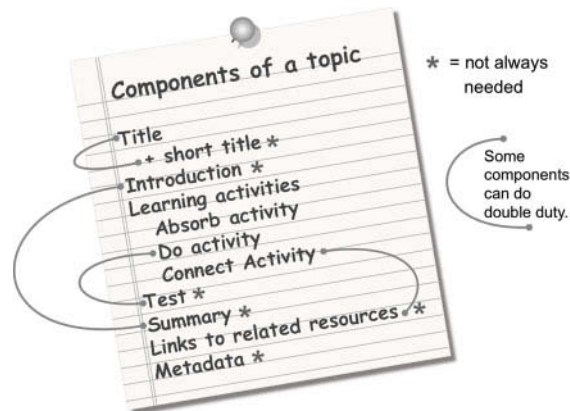 Components of a topic
Title
+ short title *
Introduction *
Learning activities
Absorb activity
Do activity
Connect Activity
Test *
Summary *
Links to related resources *
Metadata *
* = not always
needed
Some
components
can do
double duty.